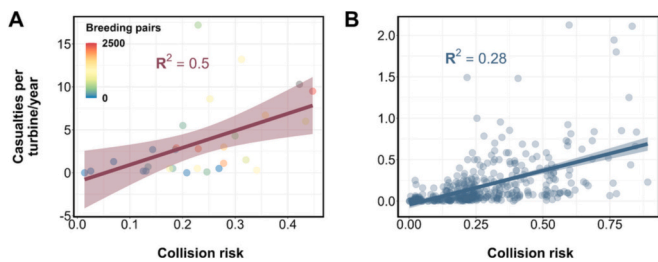 A
Breeding pairs
2500
0
R² = 0.5
Casualties per
turbine/year
15
10
5
0
-5
0.0
0.1
0.2
0.3
0.4
Collision risk
B
R² = 0.28
2.0
1.5
1.0
0.5
0.0
0.00
0.25
0.50
0.75
Collision risk